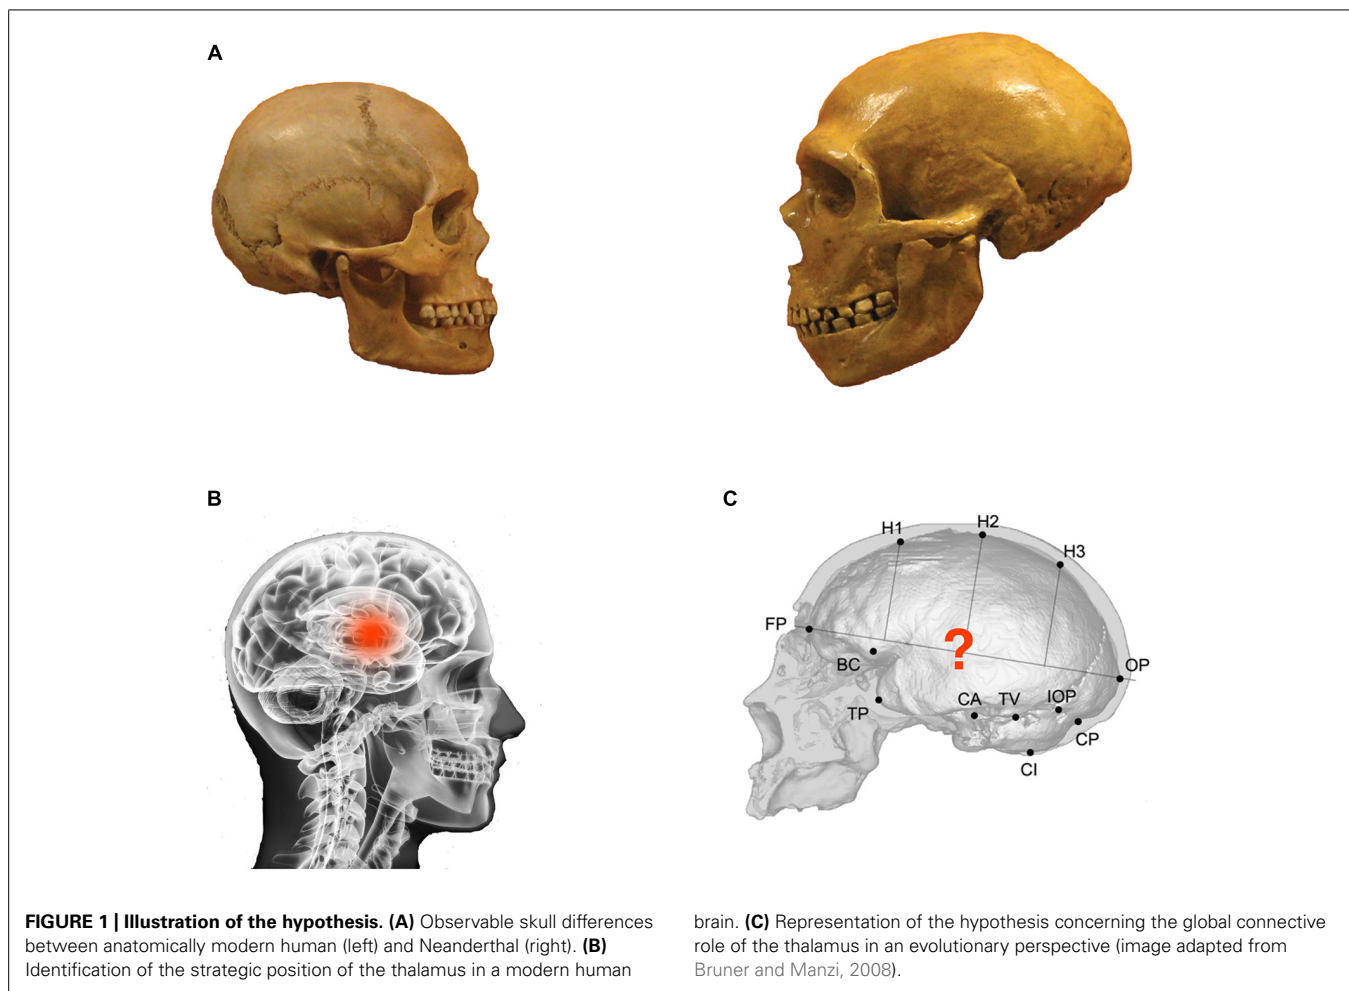 A
B
C
H1
H2
H3
FP
BC
OP
TP
CA
TV
IOP
CP
CI
?
FIGURE 1 | Illustration of the hypothesis. (A) Observable skull differences
between anatomically modern human (left) and Neanderthal (right). (B)
Identification of the strategic position of the thalamus in a modern human
brain. (C) Representation of the hypothesis concerning the global connective
role of the thalamus in an evolutionary perspective (image adapted from
Bruner and Manzi, 2008).